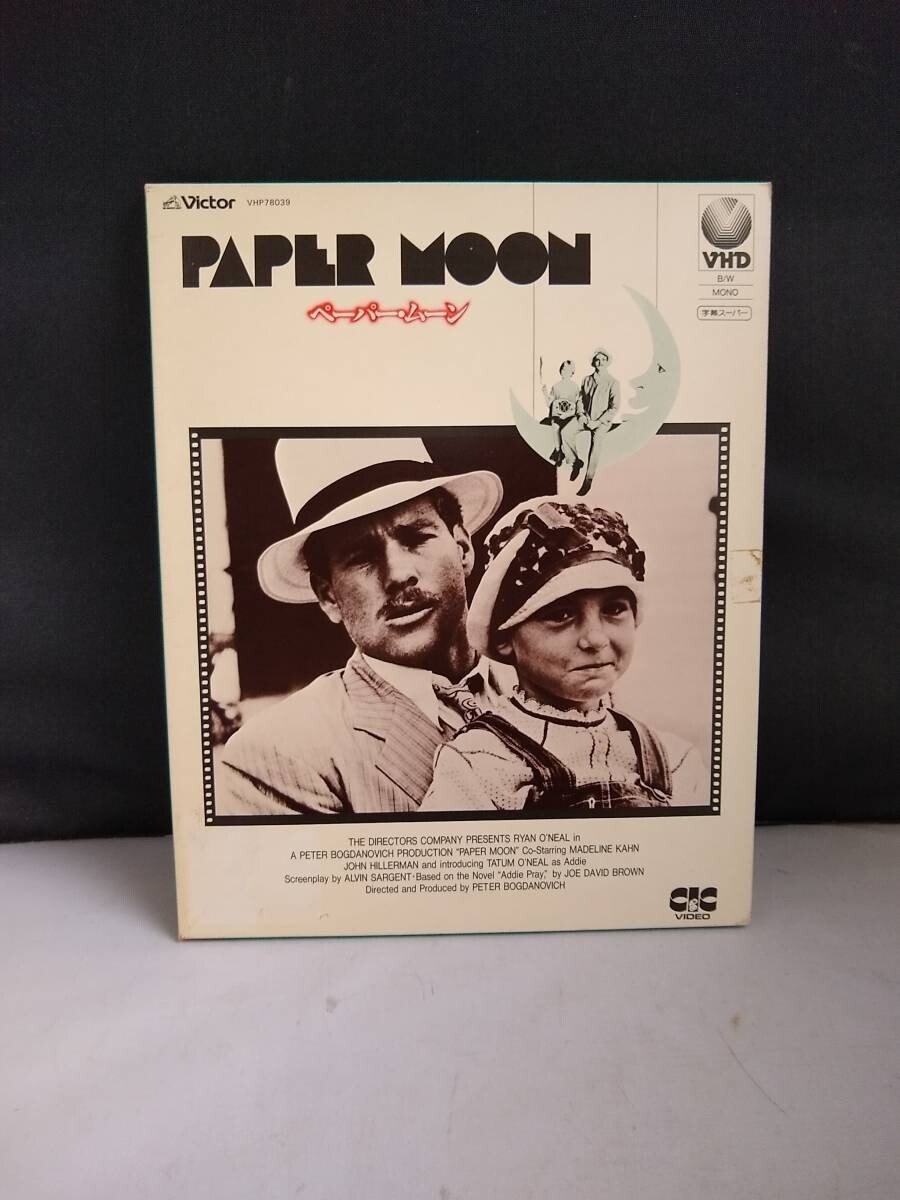 Victor VHP78039
PAPER MOON
ペーパー・ムーン
VHD
B/W
MONO
字幕スーパー
THE DIRECTORS COMPANY PRESENTS RYAN O'NEAL in
A PETER BOGDANOVICH PRODUCTION "PAPER MOON" Co-Starring MADELINE KAHN
JOHN HILLERMAN and introducing TATUM O'NEAL as Addie
Screenplay by ALVIN SARGENT·Based on the Novel "Addie Pray," by JOE DAVID BROWN
Directed and Produced by PETER BOGDANOVICH
CIC
VIDEO